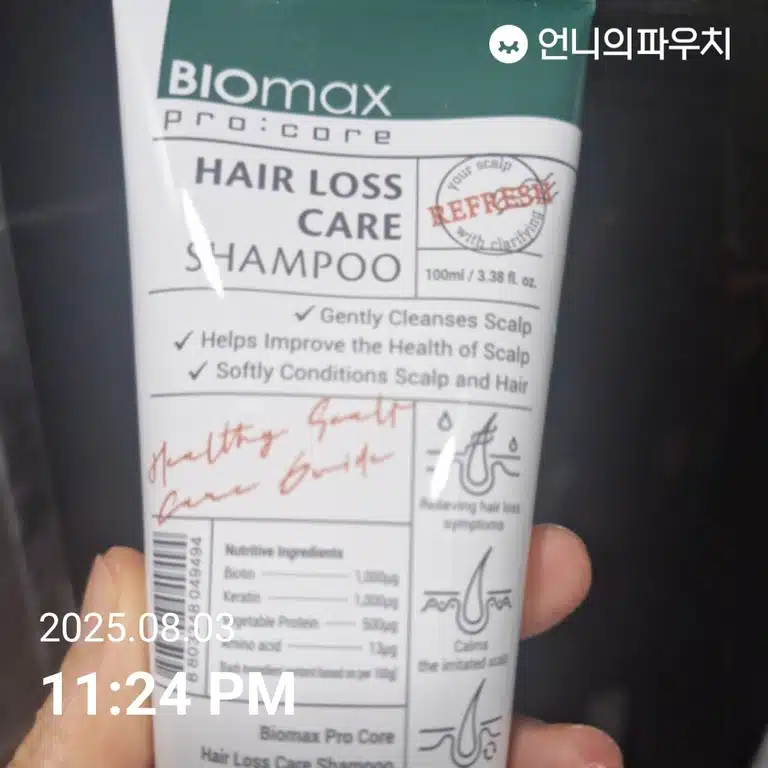 언니의파우치
BIOmax
pro:core
HAIR LOSS
CARE
SHAMPOO
your scalp
REFRESH
with clarifying
100ml / 3.38 fl. oz.
✓ Gently Cleanses Scalp
✓ Helps Improve the Health of Scalp
✓ Softly Conditions Scalp and Hair
Healthy Scalp
Care Guide
Relieving hair loss
symptoms
Nutritive Ingredients
Biotin 1,000μg
Keratin 1,000μg
Vegetable Protein 500μg
Amino acid 13μg
Calms
the irritated scalp
2025.08.03
11:24 PM
Biomax Pro Core
Hair Loss Care Shampoo